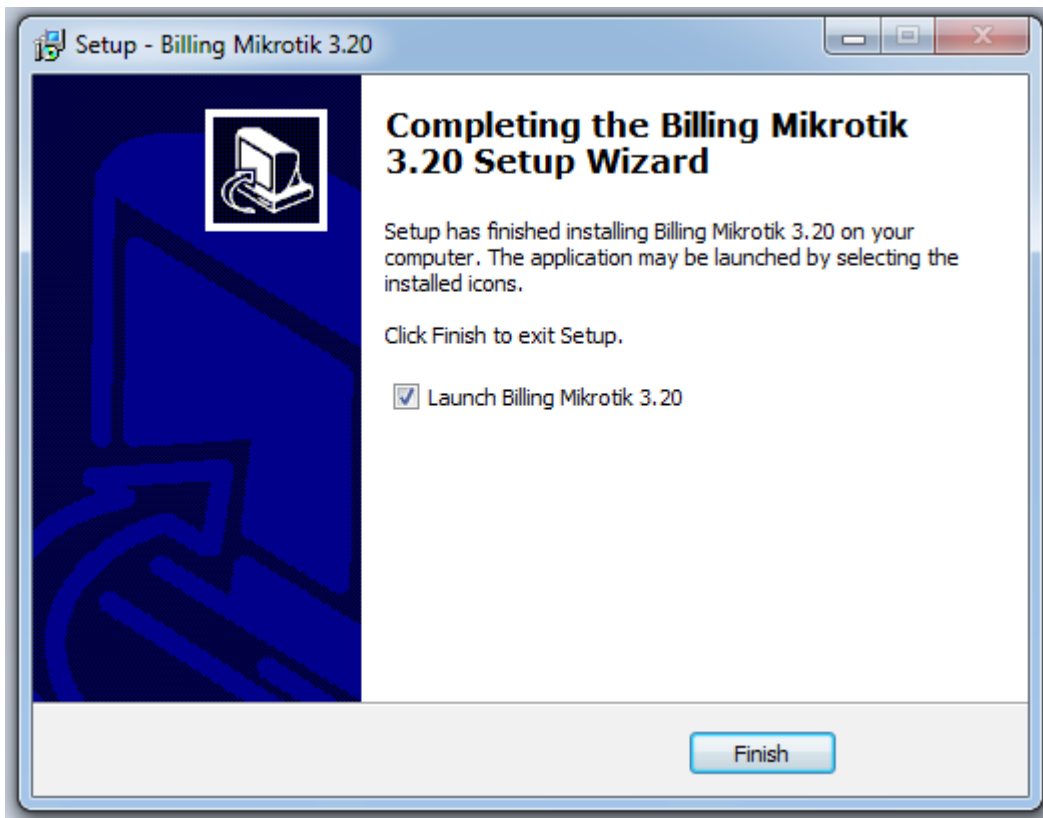 Setup - Billing Mikrotik 3.20
Completing the Billing Mikrotik
3.20 Setup Wizard
Setup has finished installing Billing Mikrotik 3.20 on your
computer. The application may be launched by selecting the
installed icons.
Click Finish to exit Setup.
Launch Billing Mikrotik 3.20
Finish